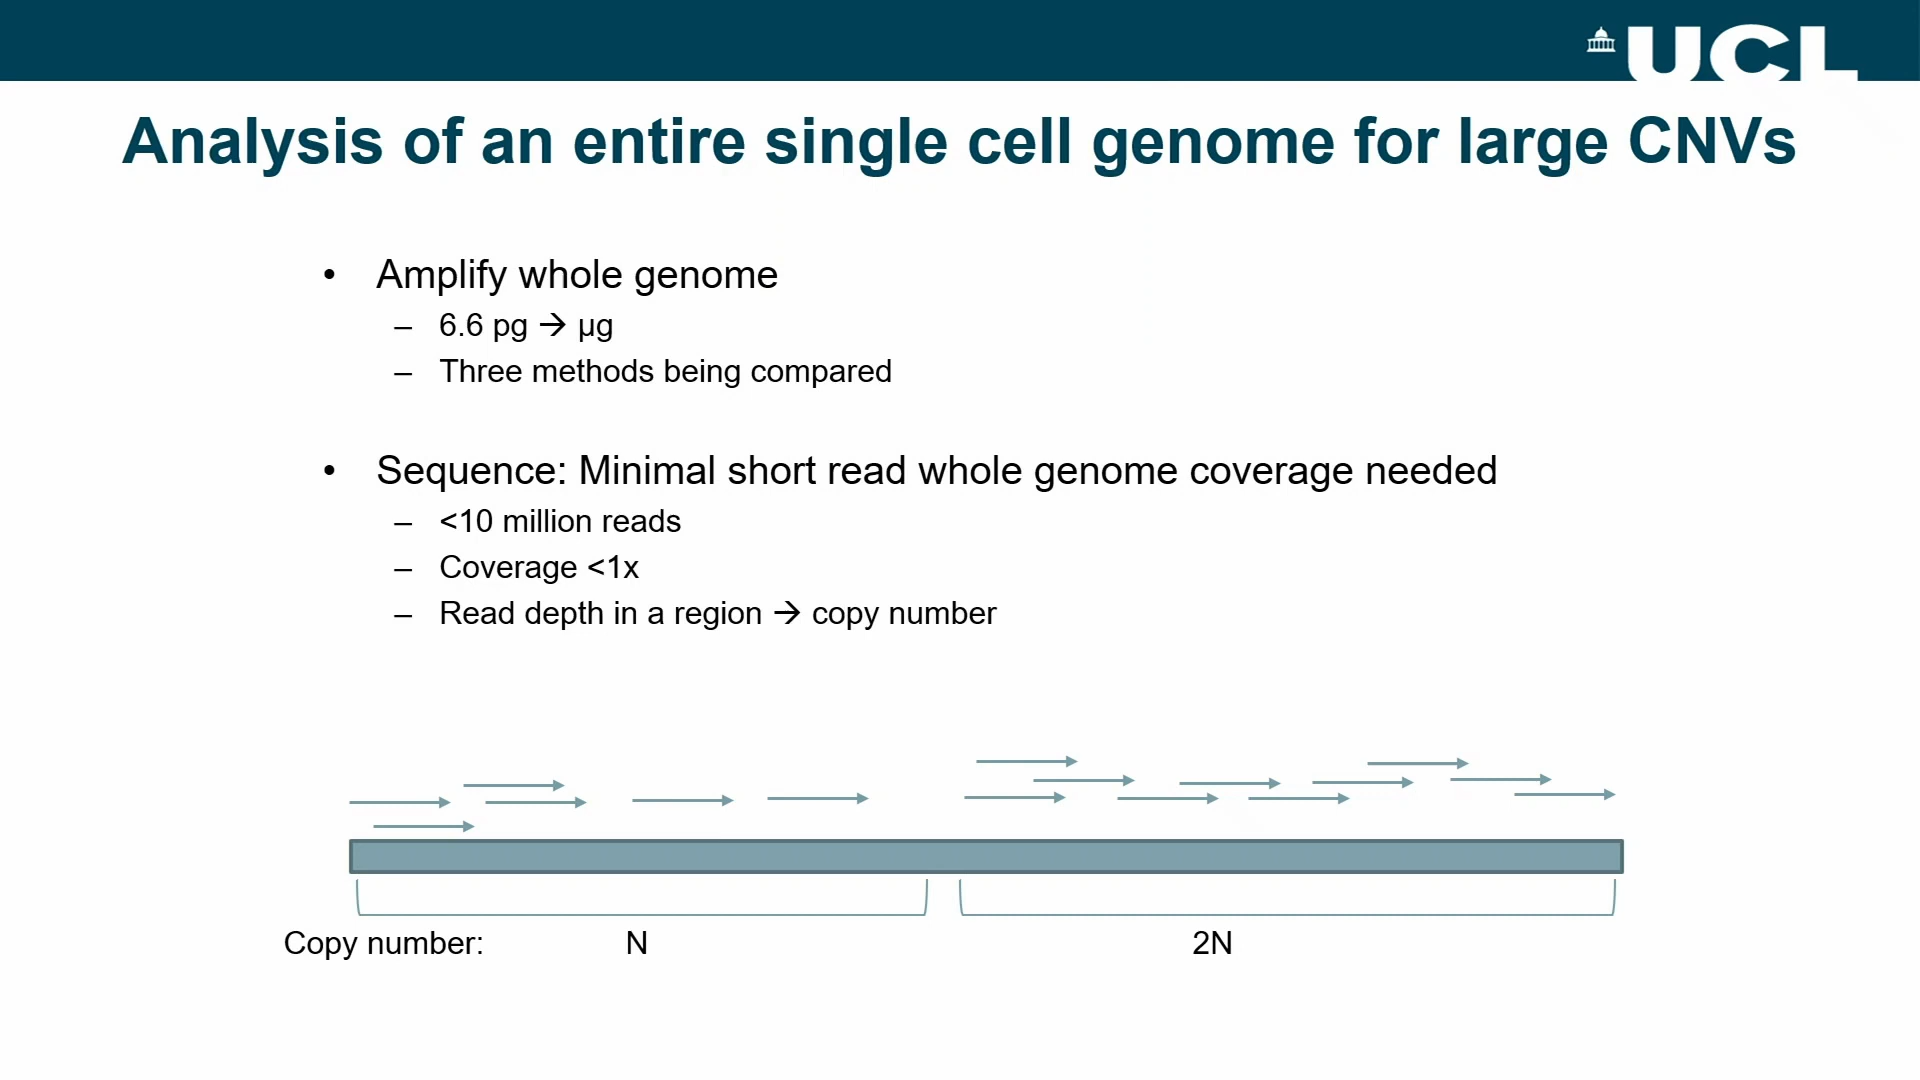 UCL
Analysis of an entire single cell genome for large CNVs
• Amplify whole genome
– 6.6 pg → µg
– Three methods being compared
• Sequence: Minimal short read whole genome coverage needed
– <10 million reads
– Coverage <1x
– Read depth in a region → copy number
Copy number: N 2N